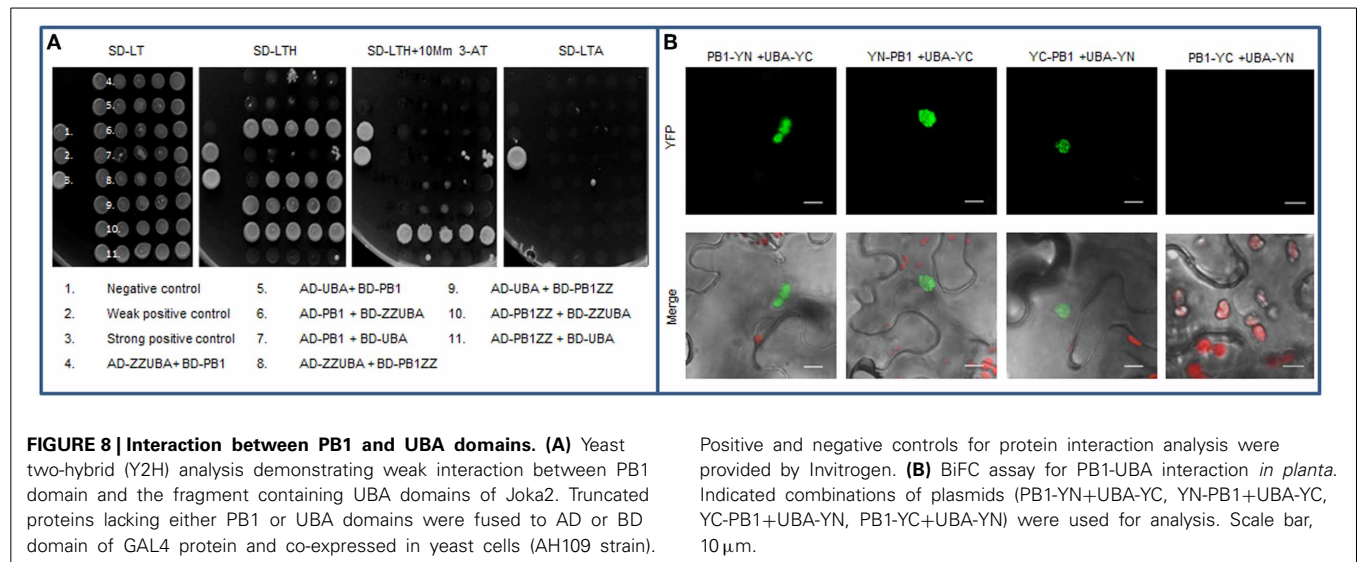 A
SD-LT
SD-LTH
SD-LTH+10Mm 3-AT
SD-LTA
4.
5.
1. 6.
2. 7.
3. 8.
9.
10.
11.
1. Negative control
2. Weak positive control
3. Strong positive control
4. AD-ZZUBA+BD-PB1
5. AD-UBA+BD-PB1
6. AD-PB1 + BD-ZZUBA
7. AD-PB1 + BD-UBA
8. AD-ZZUBA + BD-PB1ZZ
9. AD-UBA + BD-PB1ZZ
10. AD-PB1ZZ + BD-ZZUBA
11. AD-PB1ZZ + BD-UBA
B
PB1-YN +UBA-YC
YN-PB1 +UBA-YC
YC-PB1 +UBA-YN
PB1-YC +UBA-YN
YFP
Merge
FIGURE 8 | Interaction between PB1 and UBA domains. (A) Yeast
two-hybrid (Y2H) analysis demonstrating weak interaction between PB1
domain and the fragment containing UBA domains of Joka2. Truncated
proteins lacking either PB1 or UBA domains were fused to AD or BD
domain of GAL4 protein and co-expressed in yeast cells (AH109 strain).
Positive and negative controls for protein interaction analysis were
provided by Invitrogen. (B) BiFC assay for PB1-UBA interaction in planta.
Indicated combinations of plasmids (PB1-YN+UBA-YC, YN-PB1+UBA-YC,
YC-PB1+UBA-YN, PB1-YC+UBA-YN) were used for analysis. Scale bar,
10 μm.